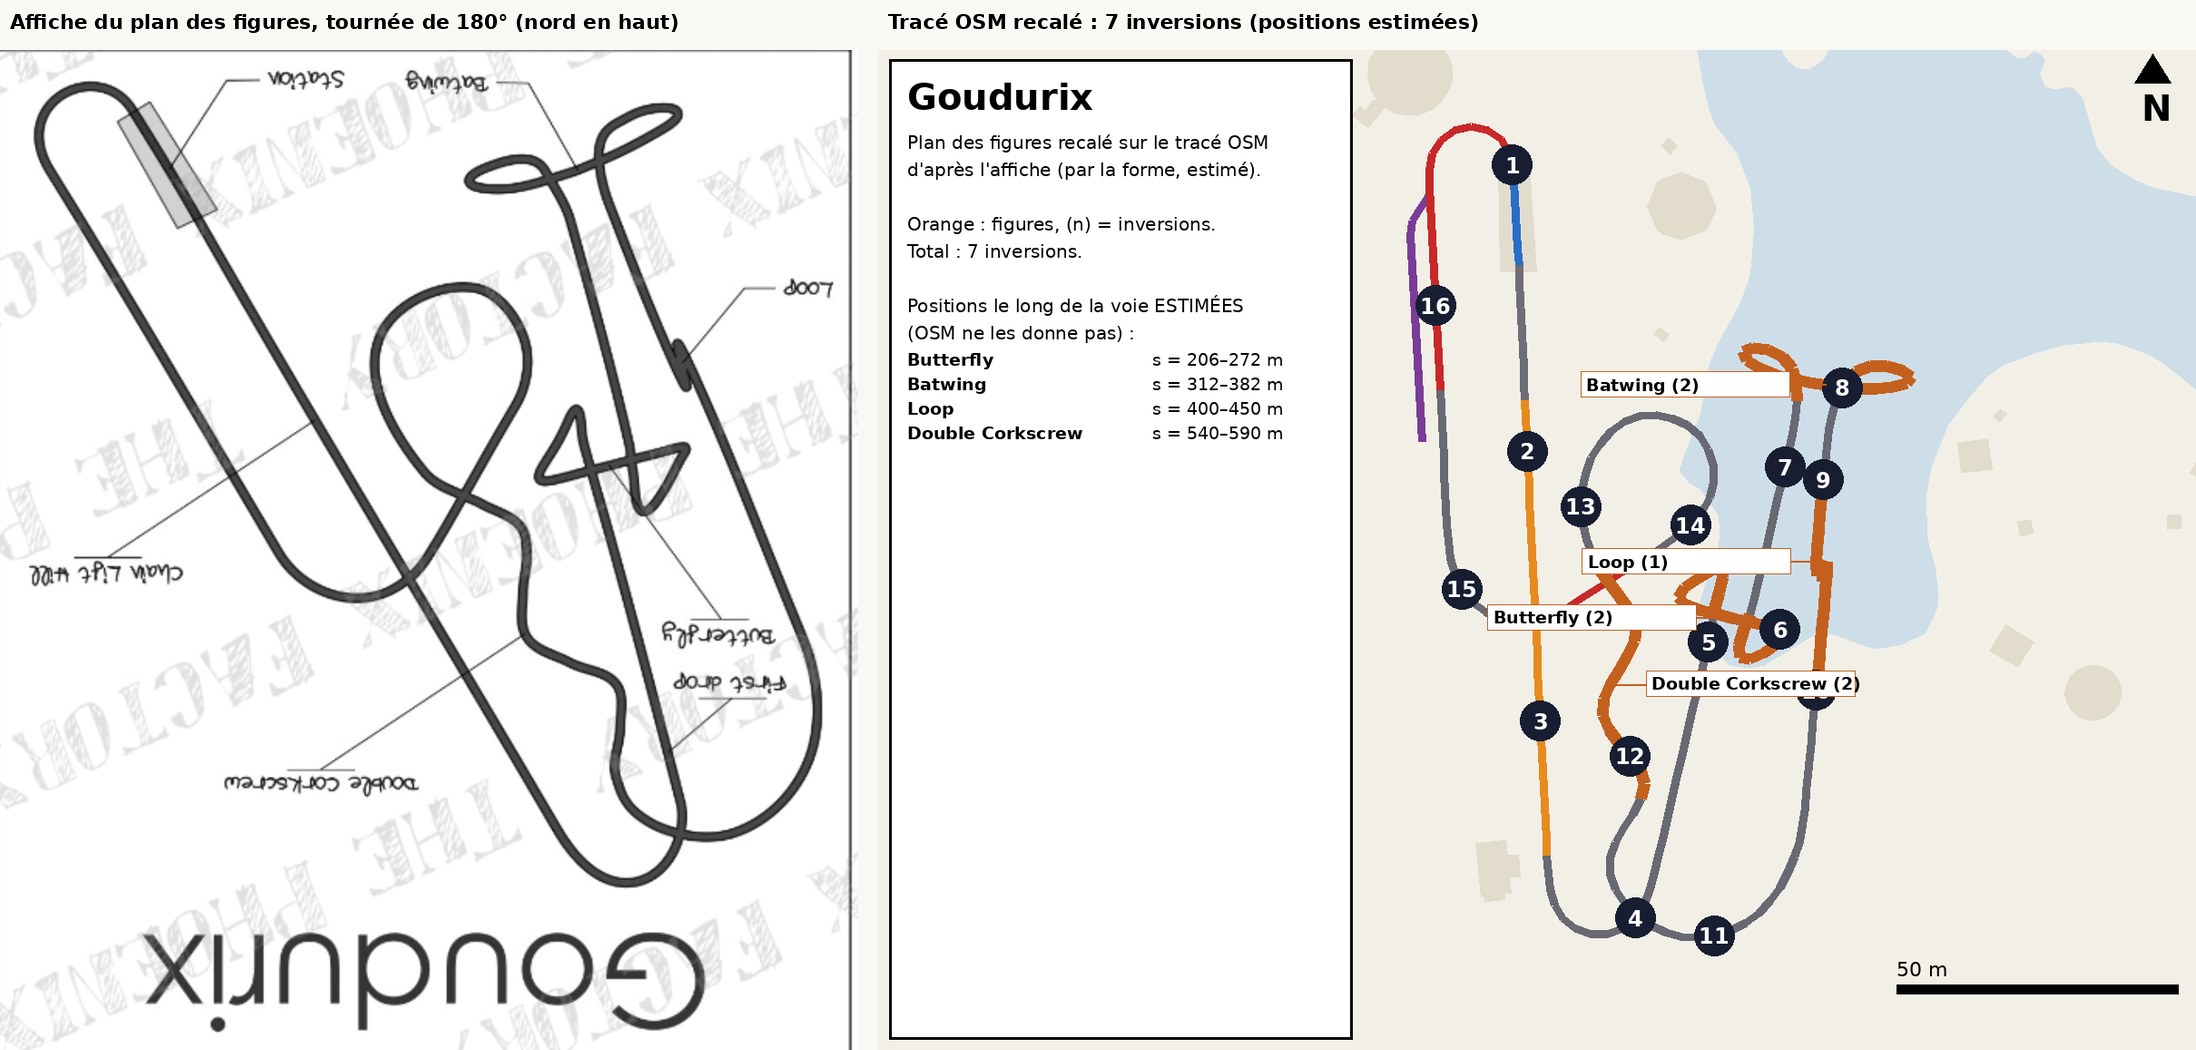 Affiche du plan des figures, tournée de 180° (nord en haut)
Station
Batwing
Loop
Chain Lift Hill
Butterfly
First drop
Double Corkscrew
Goudurix
THE PHOENIX FACTORY
Tracé OSM recalé : 7 inversions (positions estimées)
Goudurix
Plan des figures recalé sur le tracé OSM
d'après l'affiche (par la forme, estimé).
Orange : figures, (n) = inversions.
Total : 7 inversions.
Positions le long de la voie ESTIMÉES
(OSM ne les donne pas) :
Butterfly s = 206–272 m
Batwing s = 312–382 m
Loop s = 400–450 m
Double Corkscrew s = 540–590 m
N
1
16
Batwing (2)
8
2
7
9
13
14
Loop (1)
15
Butterfly (2)
6
5
Double Corkscrew (2)
3
12
4
11
50 m